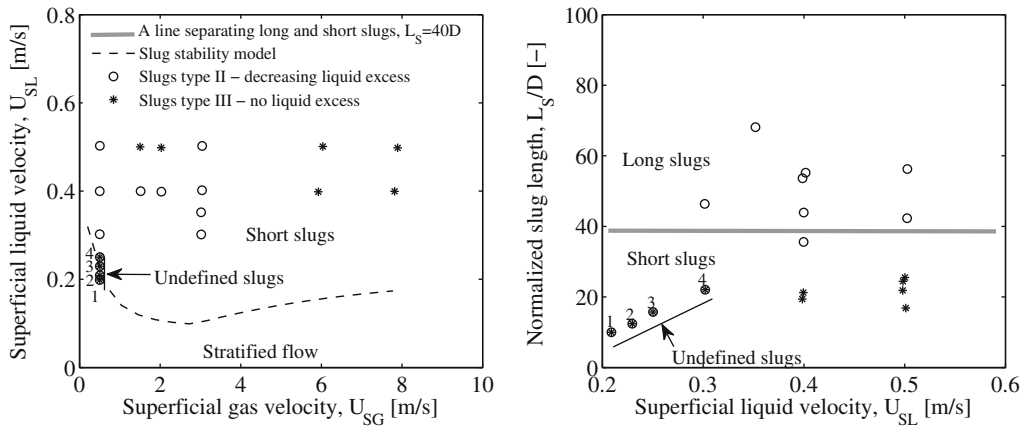 0.8
0.6
0.4
0.2
0
0
2
4
6
8
10
Superficial liquid velocity, U_SL [m/s]
Superficial gas velocity, U_SG [m/s]
A line separating long and short slugs, L_S=40D
Slug stability model
Slugs type II – decreasing liquid excess
Slugs type III – no liquid excess
Short slugs
4
3
2
1
Undefined slugs
Stratified flow
100
80
60
40
20
0
0.2
0.3
0.4
0.5
0.6
Normalized slug length, L_S/D [–]
Superficial liquid velocity, U_SL [m/s]
Long slugs
Short slugs
1
2
3
4
Undefined slugs